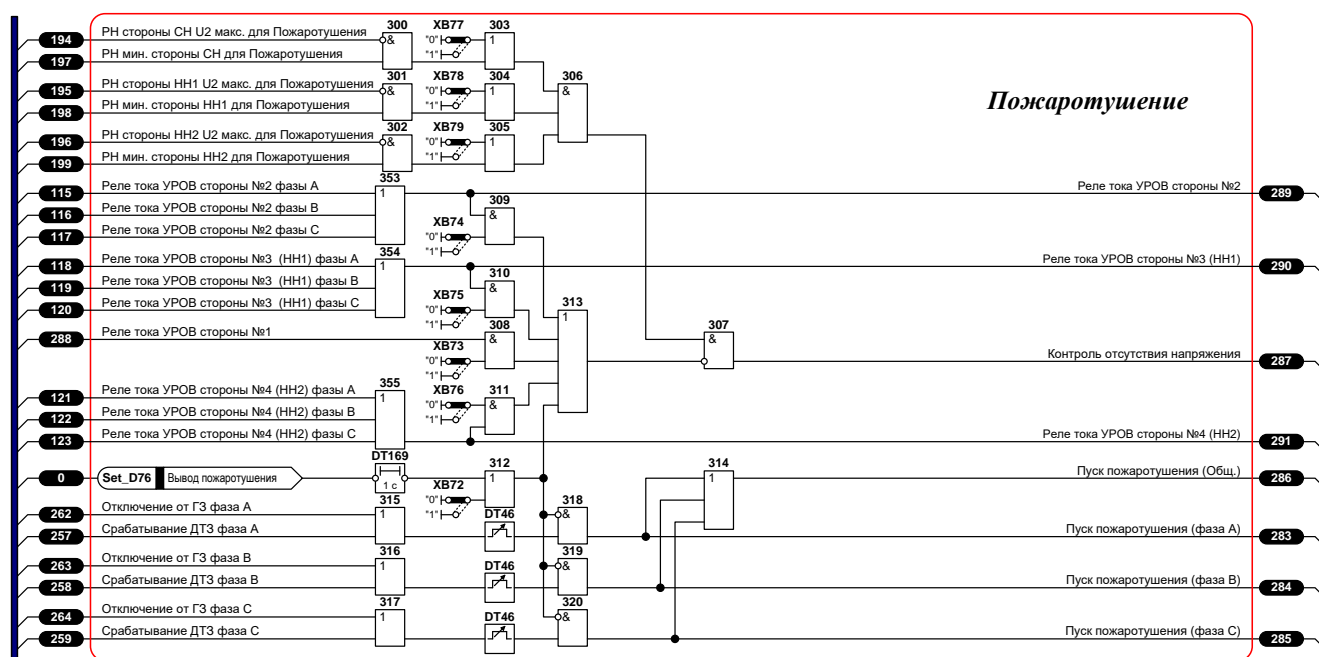 Пожаротушение
300
XB77
303
194
РН стороны СН U2 макс. для Пожаротушения
&
"0"
1
197
РН мин. стороны СН для Пожаротушения
"1"
301
XB78
304
306
195
РН стороны НН1 U2 макс. для Пожаротушения
&
"0"
1
&
198
РН мин. стороны НН1 для Пожаротушения
"1"
302
XB79
305
196
РН стороны НН2 U2 макс. для Пожаротушения
&
"0"
1
199
РН мин. стороны НН2 для Пожаротушения
"1"
353
115
Реле тока УРОВ стороны №2 фазы А
1
Реле тока УРОВ стороны №2
289
309
116
Реле тока УРОВ стороны №2 фазы В
&
XB74
117
Реле тока УРОВ стороны №2 фазы С
"0"
"1"
354
118
Реле тока УРОВ стороны №3 (НН1) фазы А
1
Реле тока УРОВ стороны №3 (НН1)
290
310
119
Реле тока УРОВ стороны №3 (НН1) фазы В
&
XB75
120
Реле тока УРОВ стороны №3 (НН1) фазы С
"0"
"1"
313
1
308
307
288
Реле тока УРОВ стороны №1
&
&
XB73
"0"
"1"
Контроль отсутствия напряжения
287
355
XB76
311
121
Реле тока УРОВ стороны №4 (НН2) фазы А
1
"0"
&
122
Реле тока УРОВ стороны №4 (НН2) фазы В
"1"
123
Реле тока УРОВ стороны №4 (НН2) фазы С
Реле тока УРОВ стороны №4 (НН2)
291
DT169
312
314
0
Set_D76
Вывод пожаротушения
1 с
1
1
Пуск пожаротушения (Общ.)
286
XB72
"0"
"1"
315
DT46
318
262
Отключение от ГЗ фаза А
1
&
257
Срабатывание ДТЗ фаза А
Пуск пожаротушения (фаза А)
283
316
DT46
319
263
Отключение от ГЗ фаза В
1
&
258
Срабатывание ДТЗ фаза В
Пуск пожаротушения (фаза В)
284
317
DT46
320
264
Отключение от ГЗ фаза С
1
&
259
Срабатывание ДТЗ фаза С
Пуск пожаротушения (фаза С)
285